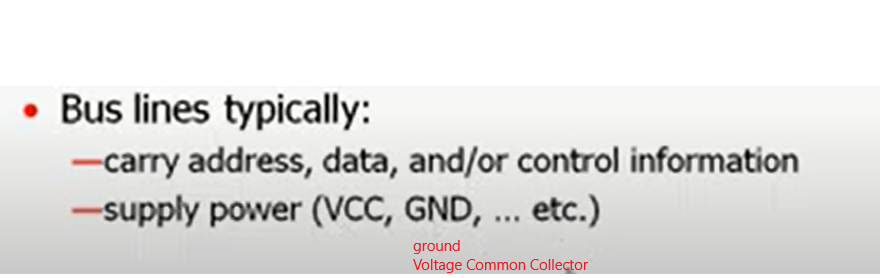 • Bus lines typically:
—carry address, data, and/or control information
—supply power (VCC, GND, ... etc.)
ground
Voltage Common Collector